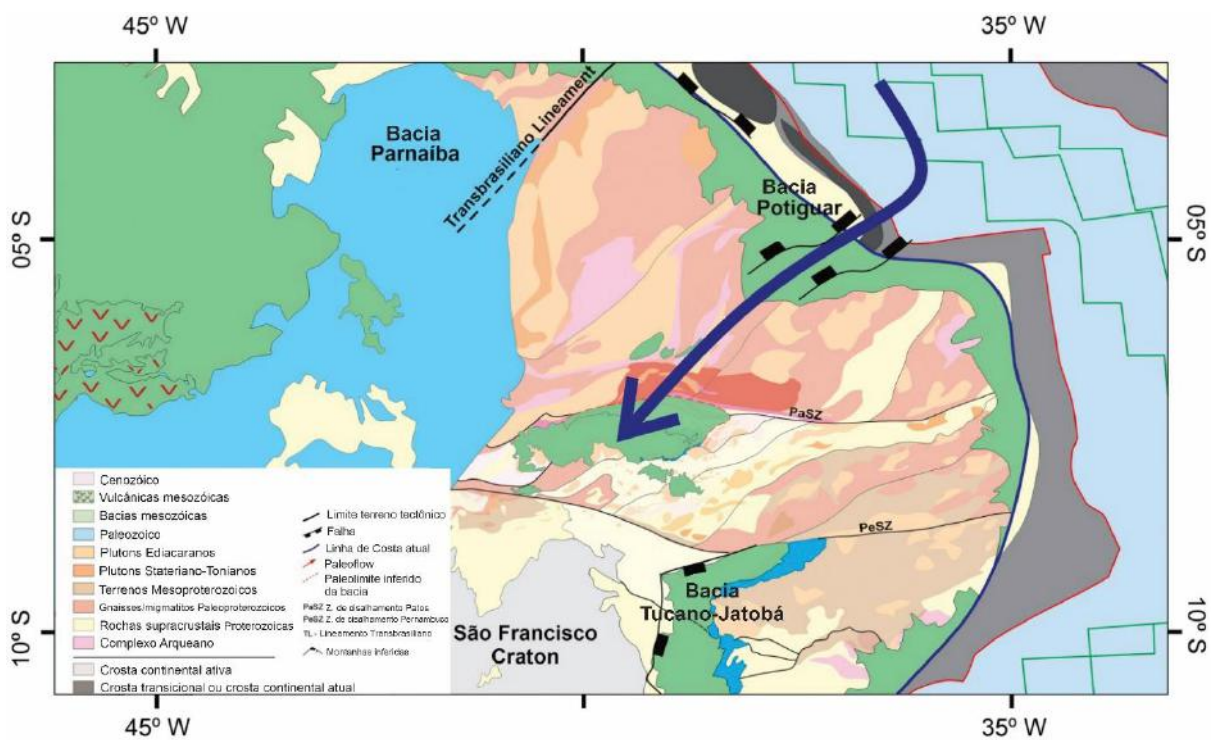 45º W
35º W
05º S
05º S
10º S
10º S
Bacia
Parnaíba
Transbrasiliano Lineament
Bacia
Potiguar
PaSZ
PeSZ
Bacia
Tucano-Jatobá
São Francisco
Craton
Cenozóico
Vulcânicas mesozóicas
Bacias mesozóicas
Paleozoico
Plutons Ediacaranos
Plutons Stateriano-Tonianos
Terrenos Mesoproterozoicos
Gnaisses/migmatitos Paleoproterozoicos
Rochas supracrustais Proterozoicas
Complexo Arqueano
Crosta continental ativa
Crosta transicional ou crosta continental atual
Limite terreno tectônico
Falha
Linha de Costa atual
Paleoflow
Paleolimite inferido
da bacia
PaSZ Z. de disalhamento Patos
PeSZ Z. de disalhamento Pernambuco
TL - Lineamento Transbrasiliano
Montanhas inferidas
45º W
35º W